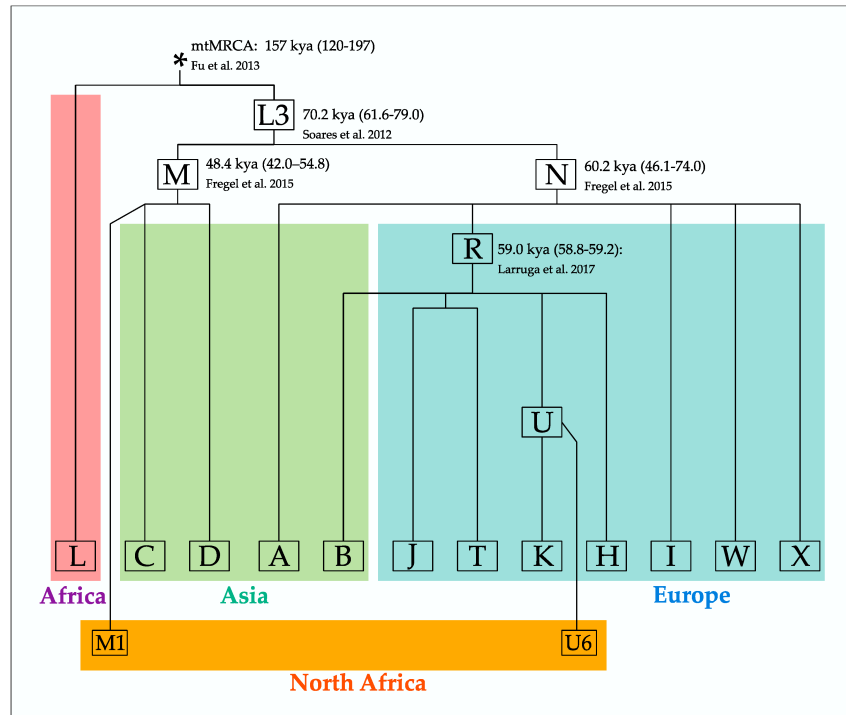 mtMRCA: 157 kya (120-197)
*
Fu et al. 2013
L3
70.2 kya (61.6-79.0)
Soares et al. 2012
M
48.4 kya (42.0–54.8)
Fregel et al. 2015
N
60.2 kya (46.1-74.0)
Fregel et al. 2015
R
59.0 kya (58.8-59.2):
Larruga et al. 2017
U
L
C
D
A
B
J
T
K
H
I
W
X
Africa
Asia
Europe
M1
U6
North Africa